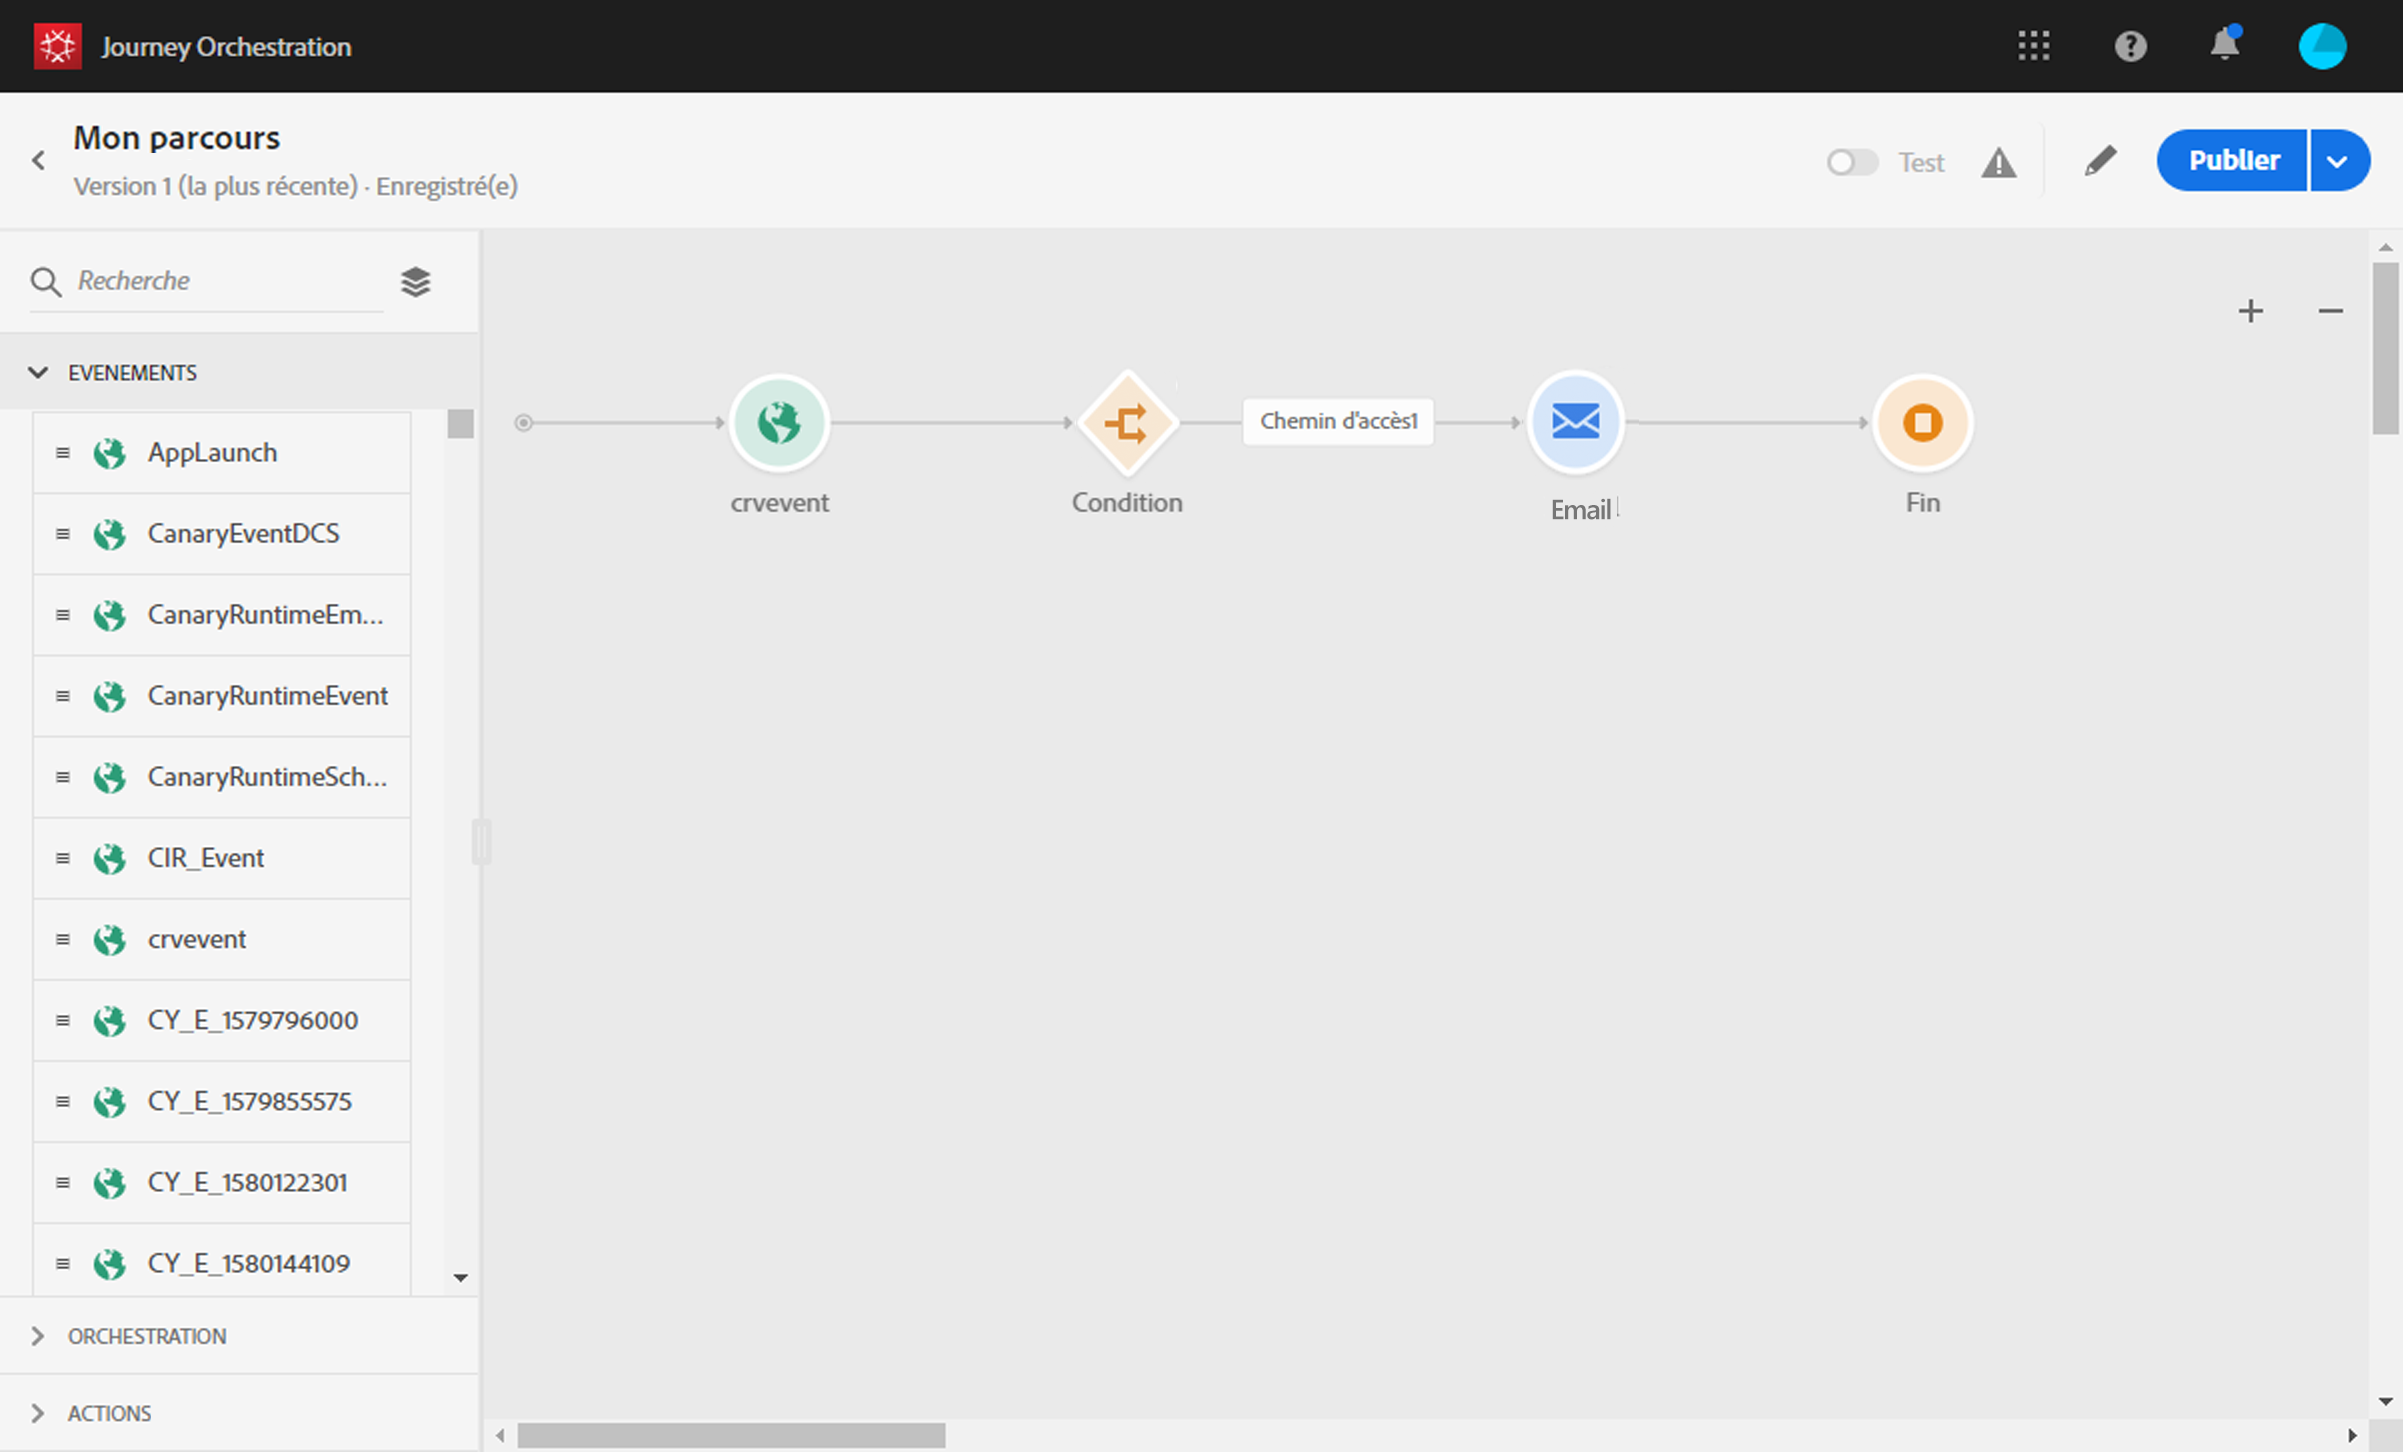 Journey Orchestration
Mon parcours
Version 1 (la plus récente) · Enregistré(e)
Test
Publier
Recherche
EVENEMENTS
AppLaunch
CanaryEventDCS
CanaryRuntimeEm...
CanaryRuntimeEvent
CanaryRuntimeSch...
CIR_Event
crvevent
CY_E_1579796000
CY_E_1579855575
CY_E_1580122301
CY_E_1580144109
ORCHESTRATION
ACTIONS
crvevent
Condition
Chemin d'accès1
Email
Fin